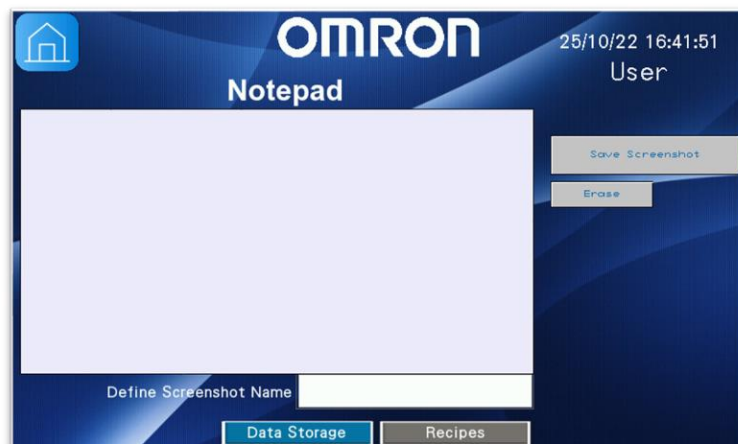 OMRON
25/10/22 16:41:51
User
Notepad
Save Screenshot
Erase
Define Screenshot Name
Data Storage
Recipes